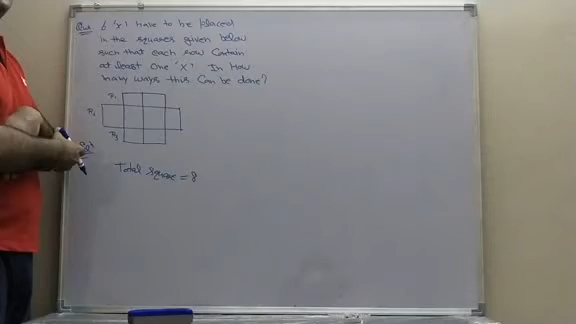 Que 6 'X' have to be placed
in the squares given below
such that each row contain
at least one 'X'. In How
many ways this Can be done?
R1
R2
R3
Solⁿ
Total square = 8